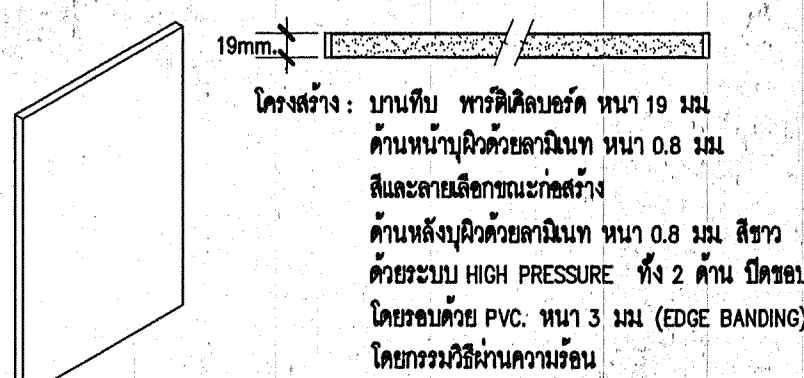 19mm.
โครงสร้าง : บานทึบ พาร์ติเคิลบอร์ด หนา 19 มม
ด้านหน้าบุผิวด้วยลามิเนท หนา 0.8 มม
สีและลายเลือกขณะก่อสร้าง
ด้านหลังบุผิวด้วยลามิเนท หนา 0.8 มม สีขาว
ด้วยระบบ HIGH PRESSURE ทั้ง 2 ด้าน ปิดขอบ
โดยรอบด้วย PVC. หนา 3 มม (EDGE BANDING)
โดยกรรมวิธีผ่านความร้อน